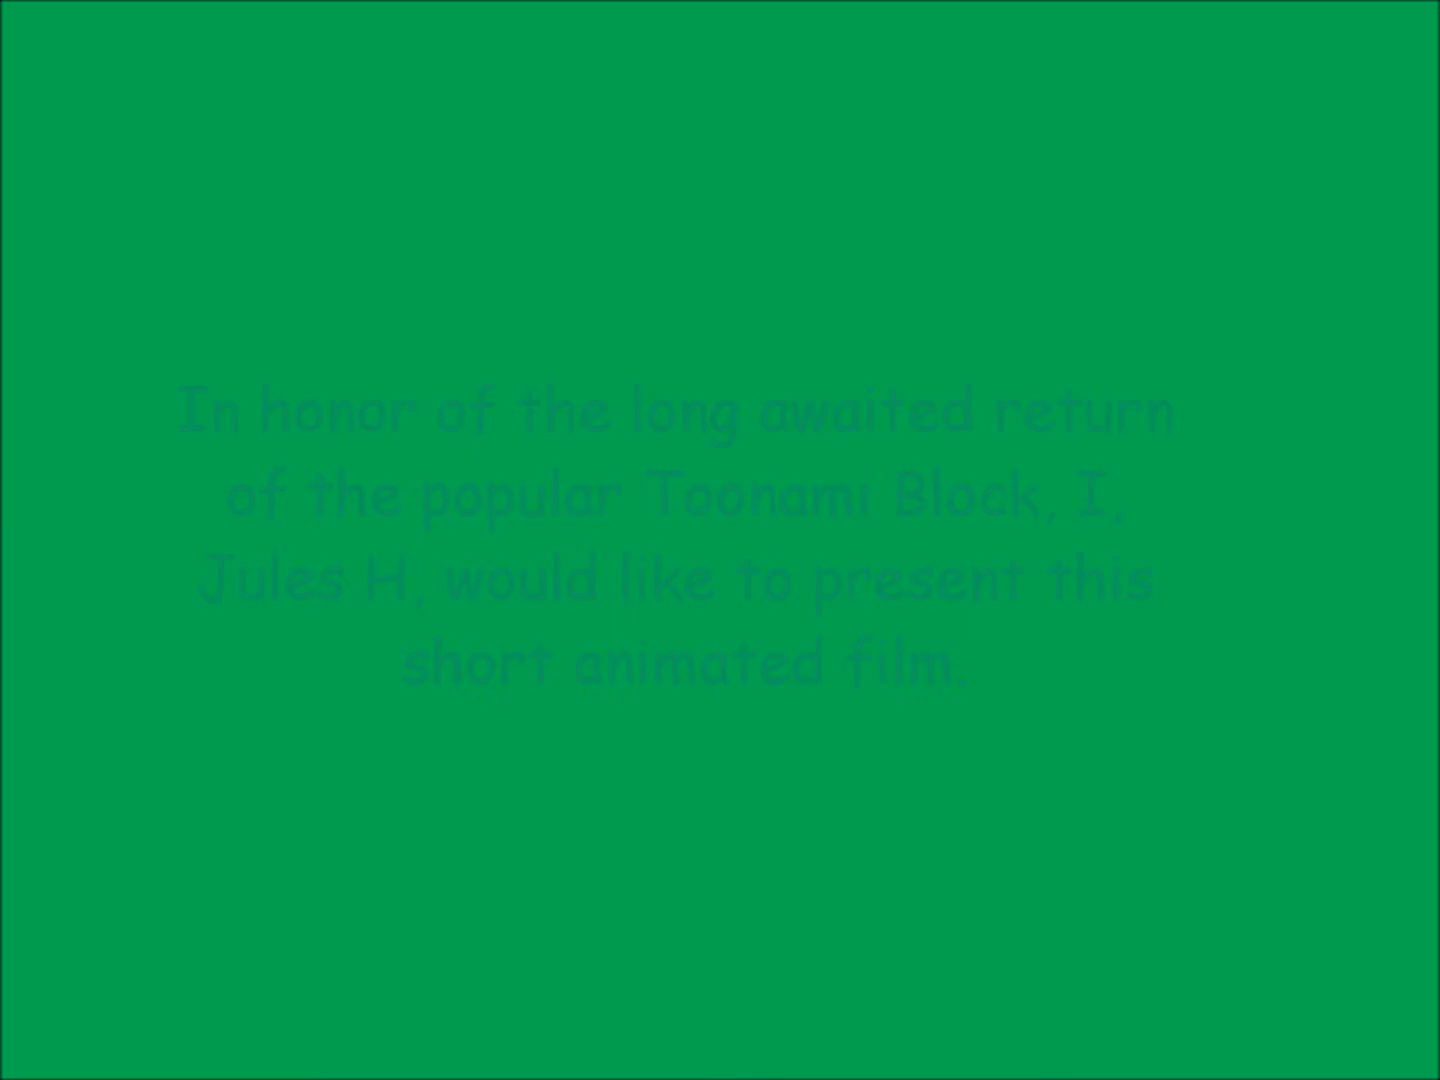 In honor of the long awaited return
of the popular Toonami Block, I,
Jules H, would like to present this
short animated film.